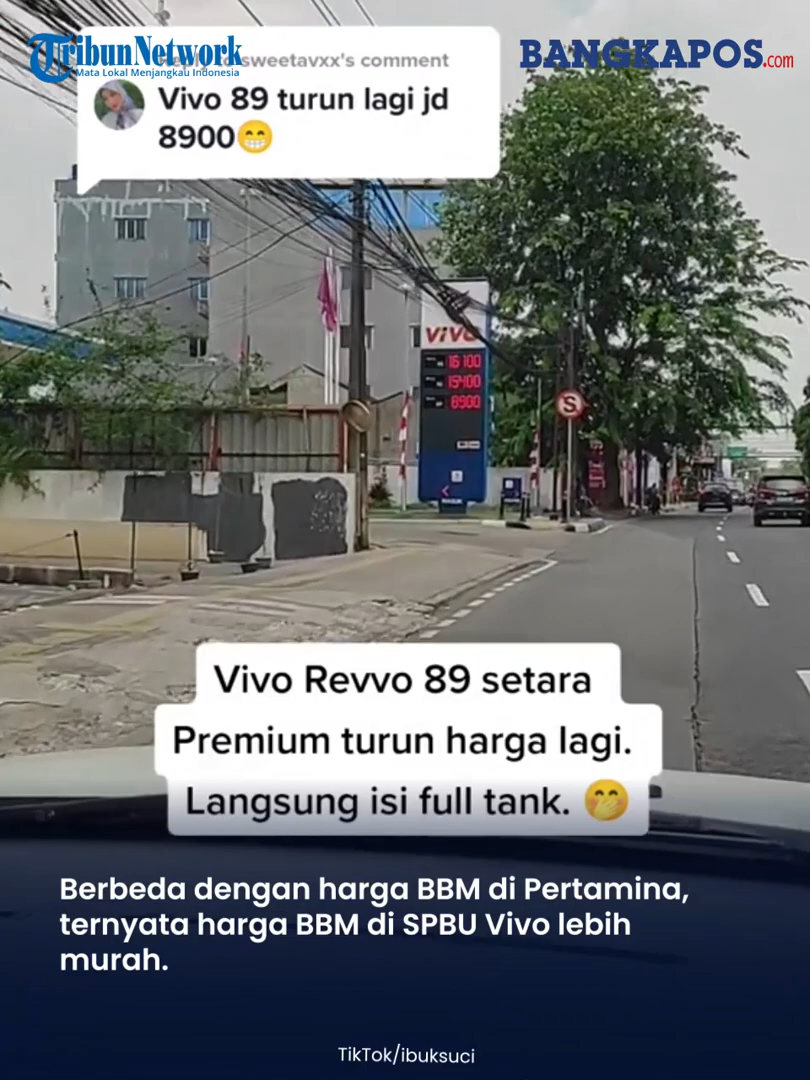 Tribun Network
Mata Lokal Menjangkau Indonesia
BANGKAPOS.com
sweetavxx's comment
Vivo 89 turun lagi jd
8900😁
VIVO
16100
15400
8900
S
Vivo Revvo 89 setara
Premium turun harga lagi.
Langsung isi full tank. 🤭
Berbeda dengan harga BBM di Pertamina,
ternyata harga BBM di SPBU Vivo lebih
murah.
TikTok/ibuksuci